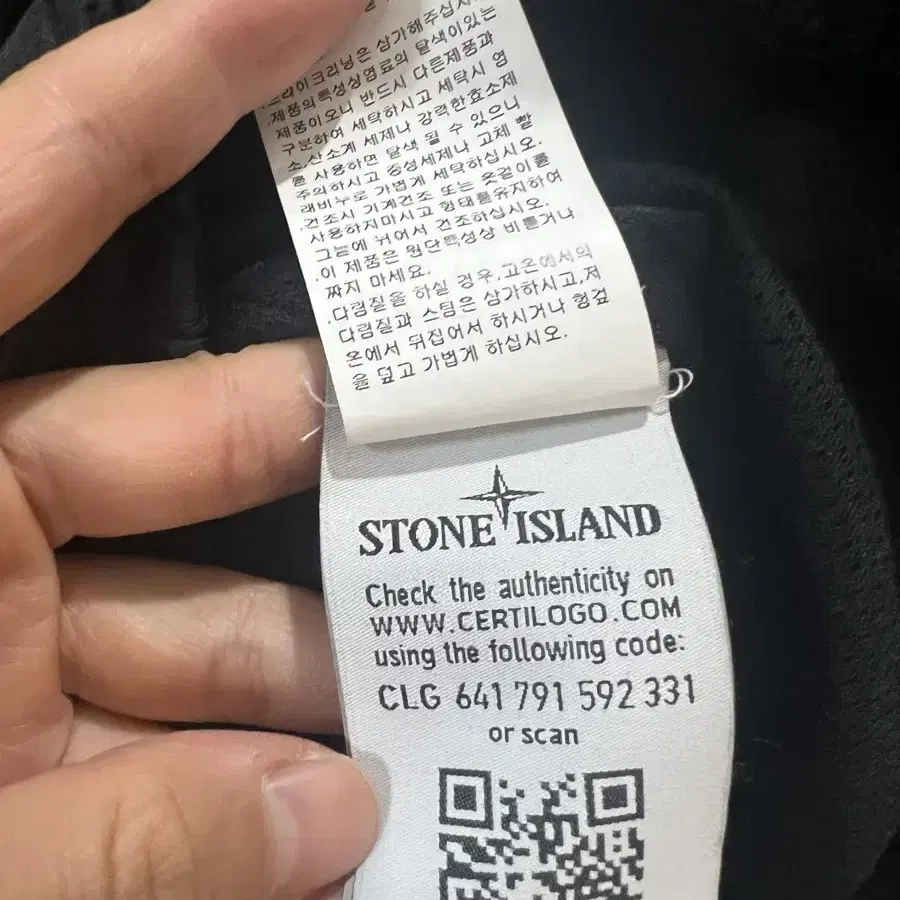 드라이크리닝은 삼가해주십시오
.제품의특성상염료의 탈색이있는
제품이오니 반드시 다른제품과
구분하여 세탁하시고 세탁시 염
소,산소계 세제나 강력한효소제
를 사용하면 탈색 될 수 있으니
주의하시고 중성세제나 고체 빨
래비누로 가볍게 세탁하십시오.
.건조시 기계건조 또는 옷걸이를
사용하지마시고 형태를유지하여
그늘에 뉘어서 건조하십시오.
.이 제품은 원단특성상 비틀거나
짜지 마세요.
.다림질을 하실 경우,고온에서의
다림질과 스팀은 삼가하시고,저
온에서 뒤집어서 하시거나 헝겊
을 덮고 가볍게 하십시오.
STONE ISLAND
Check the authenticity on
WWW.CERTILOGO.COM
using the following code:
CLG 641 791 592 331
or scan